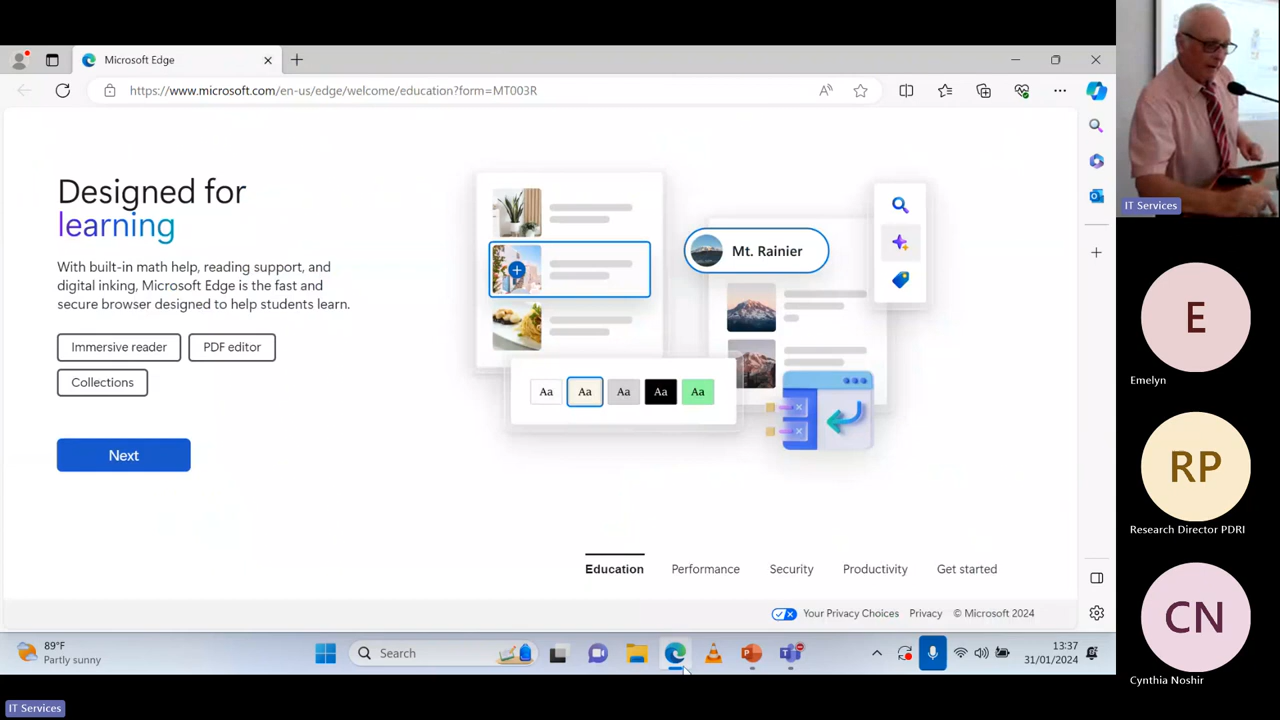 Microsoft Edge
https://www.microsoft.com/en-us/edge/welcome/education?form=MT003R
Designed for
learning
With built-in math help, reading support, and
digital inking, Microsoft Edge is the fast and
secure browser designed to help students learn.
Immersive reader
PDF editor
Collections
Next
Mt. Rainier
Aa
Aa
Aa
Aa
Aa
Education
Performance
Security
Productivity
Get started
Your Privacy Choices
Privacy
© Microsoft 2024
89°F
Partly sunny
Search
13:37
31/01/2024
IT Services
E
Emelyn
RP
Research Director PDRI
CN
Cynthia Noshir
IT Services